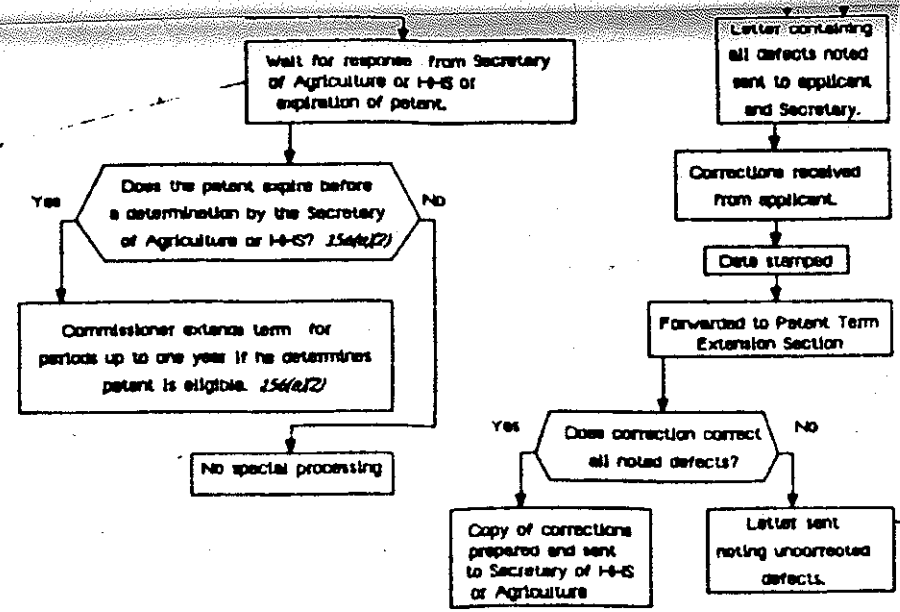 Wait for response from Secretary
of Agriculture or HHS or
expiration of patent.
Does the patent expire before
a determination by the Secretary
of Agriculture or HHS? 156(e)(2)
Yes
No
Commissioner extends term for
periods up to one year if he determines
patent is eligible. 156(e)(2)
No special processing
Letter containing
all defects noted
sent to applicant
and Secretary.
Corrections received
from applicant.
Date stamped
Forwarded to Patent Term
Extension Section
Yes
Does correction correct
all noted defects?
No
Copy of corrections
prepared and sent
to Secretary of HHS
or Agriculture
Letter sent
noting uncorrected
defects.